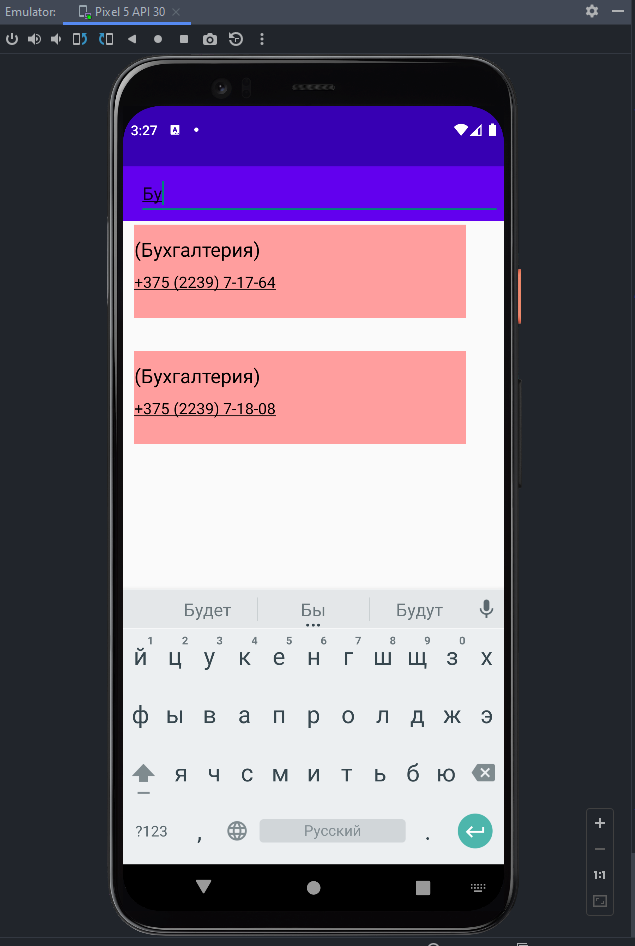 Emulator: Pixel 5 API 30
3:27
Бу
(Бухгалтерия)
+375 (2239) 7-17-64
(Бухгалтерия)
+375 (2239) 7-18-08
Будет Бы Будут
1 2 3 4 5 6 7 8 9 0
й ц у к е н г ш щ з х
ф ы в а п р о л д ж э
я ч с м и т ь б ю
?123 , Русский .
1:1